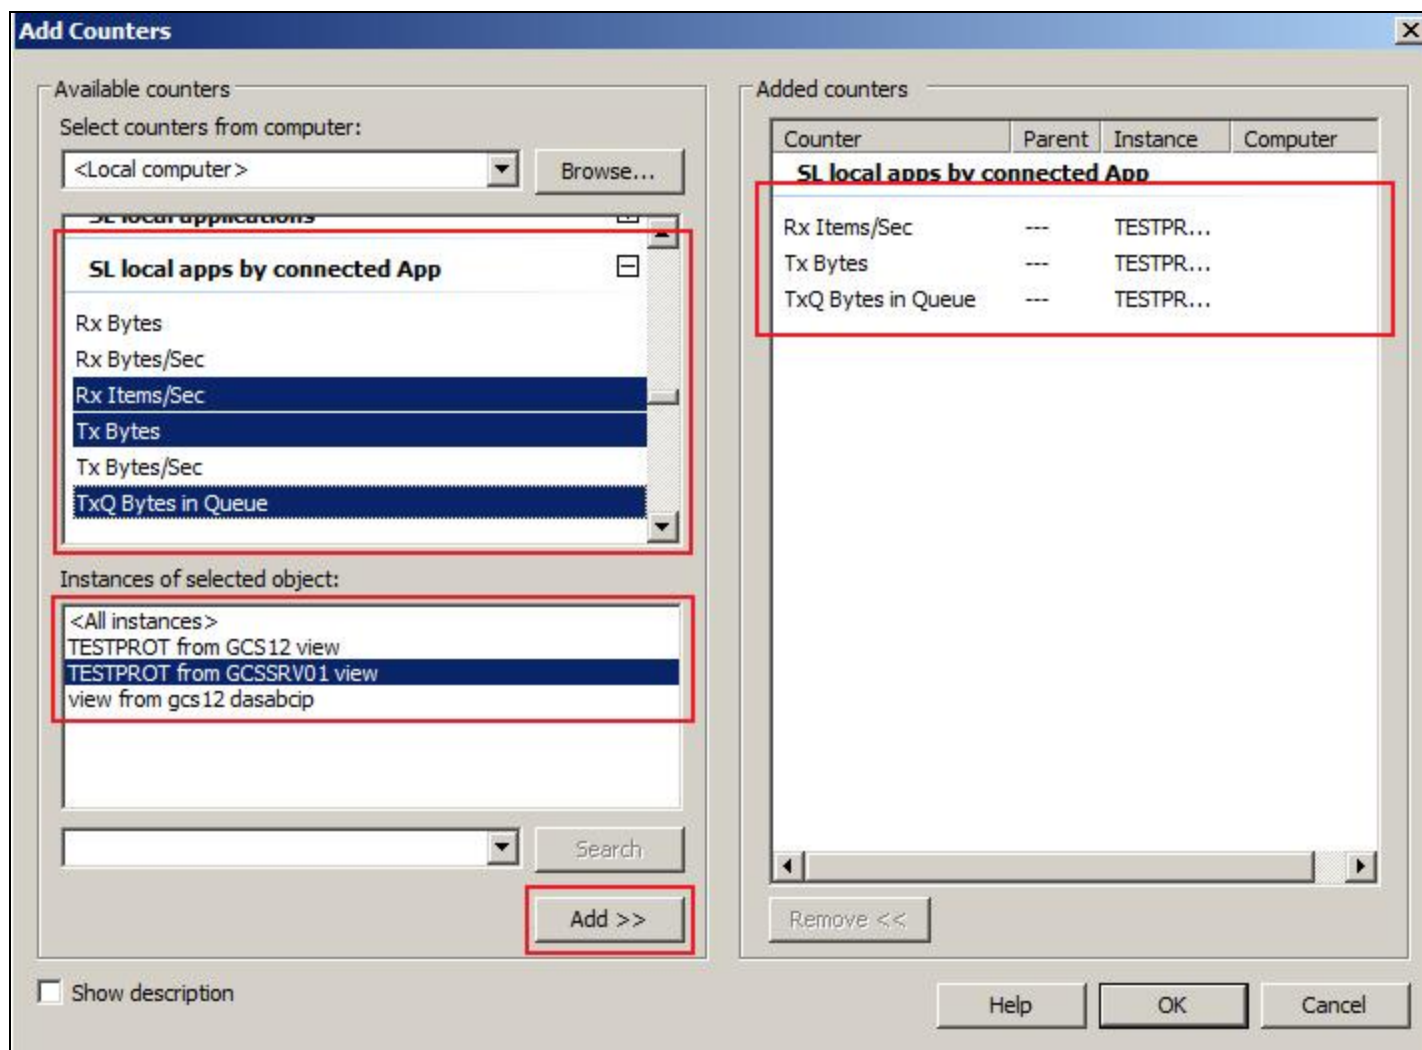 Add Counters
Available counters
Select counters from computer:
<Local computer>
Browse...
SL local applications
SL local apps by connected App
Rx Bytes
Rx Bytes/Sec
Rx Items/Sec
Tx Bytes
Tx Bytes/Sec
TxQ Bytes in Queue
Instances of selected object:
<All instances>
TESTPROT from GCS12 view
TESTPROT from GCSSRV01 view
view from gcs12 dasabcip
Search
Add >>
Show description
Added counters
Counter Parent Instance Computer
SL local apps by connected App
Rx Items/Sec --- TESTPR...
Tx Bytes --- TESTPR...
TxQ Bytes in Queue --- TESTPR...
Remove <<
Help OK Cancel